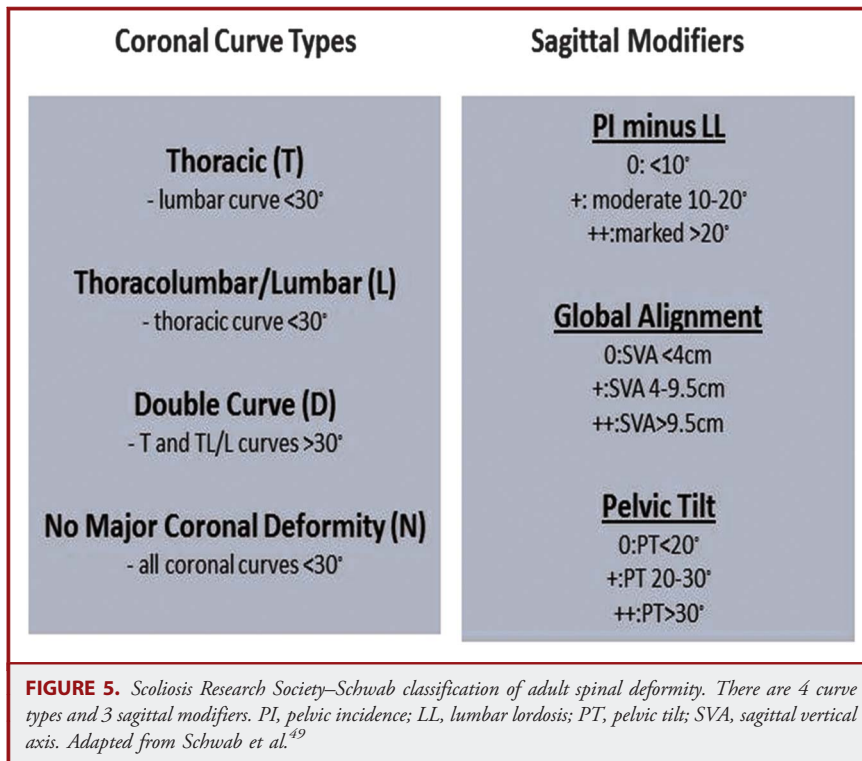 Coronal Curve Types
Thoracic (T)
- lumbar curve <30°
Thoracolumbar/Lumbar (L)
- thoracic curve <30°
Double Curve (D)
- T and TL/L curves >30°
No Major Coronal Deformity (N)
- all coronal curves <30°
Sagittal Modifiers
PI minus LL
0: <10°
+: moderate 10-20°
++:marked >20°
Global Alignment
0:SVA <4cm
+:SVA 4-9.5cm
++:SVA>9.5cm
Pelvic Tilt
0:PT<20°
+:PT 20-30°
++:PT>30°
FIGURE 5. Scoliosis Research Society–Schwab classification of adult spinal deformity. There are 4 curve
types and 3 sagittal modifiers. PI, pelvic incidence; LL, lumbar lordosis; PT, pelvic tilt; SVA, sagittal vertical
axis. Adapted from Schwab et al.49